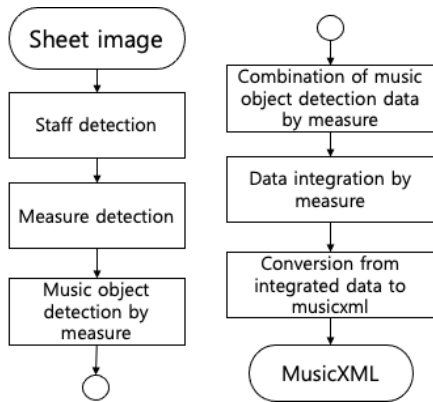 Sheet image
Staff detection
Measure detection
Music object
detection by
measure
Combination of music
object detection data
by measure
Data integration by
measure
Conversion from
integrated data to
musicxml
MusicXML